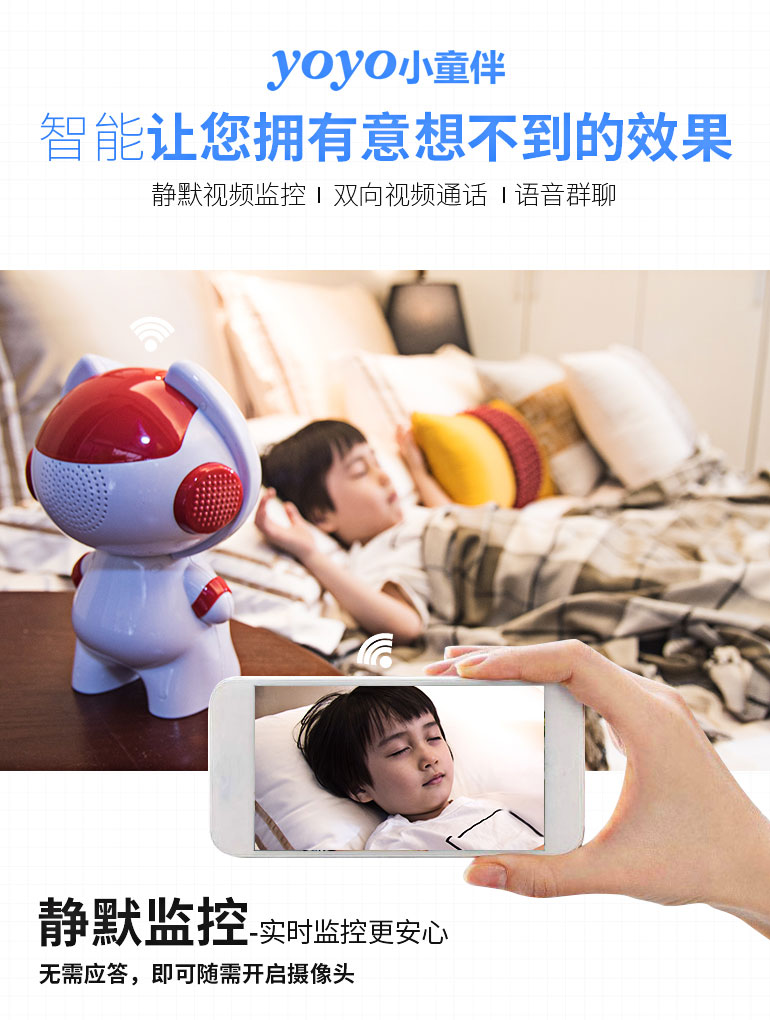 yoyo小童伴
智能让您拥有意想不到的效果
静默视频监控 | 双向视频通话 | 语音群聊
静默监控-实时监控更安心
无需应答，即可随需开启摄像头